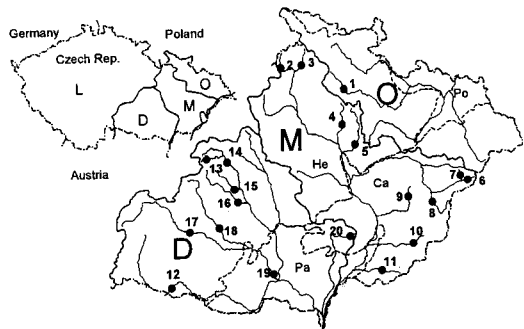 Germany Poland
Czech Rep.
L O
D M
Austria
2 3
1
O Po
4
M 5
He
14
13 Ca 7 6
15 9
16 8
17 18 20 10
D Pa
12 19 11